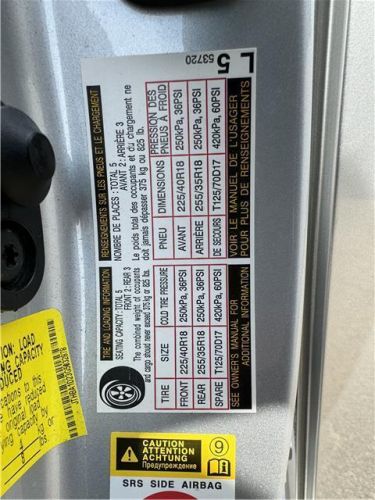 TIRE AND LOADING INFORMATION
SEATING CAPACITY: TOTAL 5
FRONT 2: REAR 3
The combined weight of occupants
and cargo should never exceed 375 kg or 825 lbs.
TIRE SIZE COLD TIRE PRESSURE
FRONT 225/40R18 250kPa, 36PSI
REAR 255/35R18 250kPa, 36PSI
SPARE T125/70D17 420kPa, 60PSI
SEE OWNER'S MANUAL FOR
ADDITIONAL INFORMATION
RENSEIGNEMENTS SUR LES PNEUS ET LE CHARGEMENT
NOMBRE DE PLACES: TOTAL 5
AVANT 2: ARRIÈRE 3
Le poids total des occupants et du chargement ne
doit jamais dépasser 375 kg ou 825 lb.
PNEU DIMENSIONS PRESSION DES PNEUS À FROID
AVANT 225/40R18 250kPa, 36PSI
ARRIÈRE 255/35R18 250kPa, 36PSI
DE SECOURS T125/70D17 420kPa, 60PSI
VOIR LE MANUEL DE L'USAGER
POUR PLUS DE RENSEIGNEMENTS
L5
53720
LOAD
CAPACITY
CAUTION
ATTENTION
ACHTUNG
Предупреждение
9
SRS SIDE AIRBAG